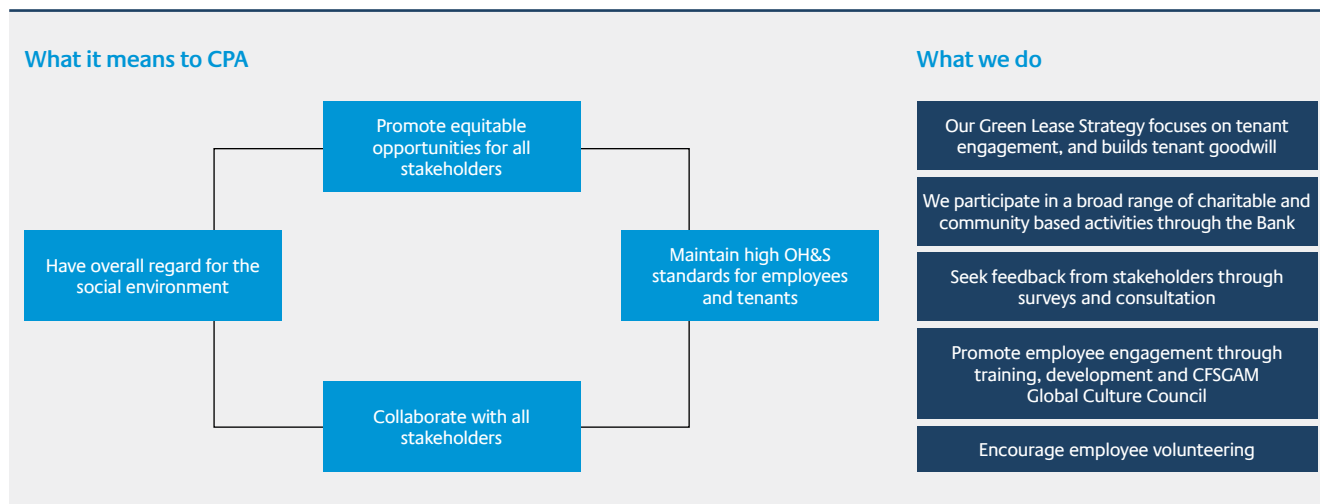 What it means to CPA
Promote equitable
opportunities for all
stakeholders
Have overall regard for the
social environment
Maintain high OH&S
standards for employees
and tenants
Collaborate with all
stakeholders
What we do
Our Green Lease Strategy focuses on tenant
engagement, and builds tenant goodwill
We participate in a broad range of charitable and
community based activities through the Bank
Seek feedback from stakeholders through
surveys and consultation
Promote employee engagement through
training, development and CFSGAM
Global Culture Council
Encourage employee volunteering